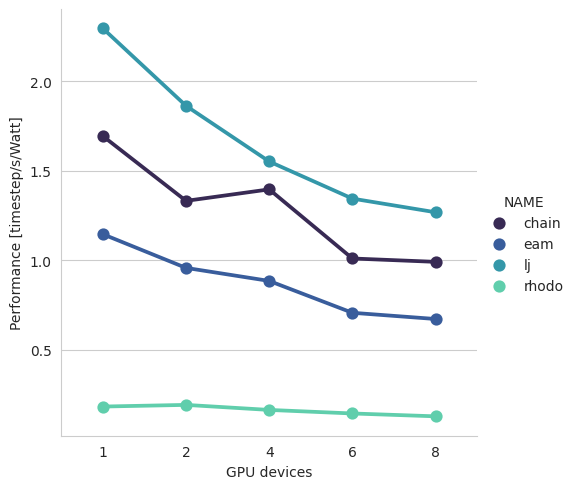 Performance [timestep/s/Watt]
2.0
1.5
1.0
0.5
1 2 4 6 8
GPU devices
NAME
chain
eam
lj
rhodo